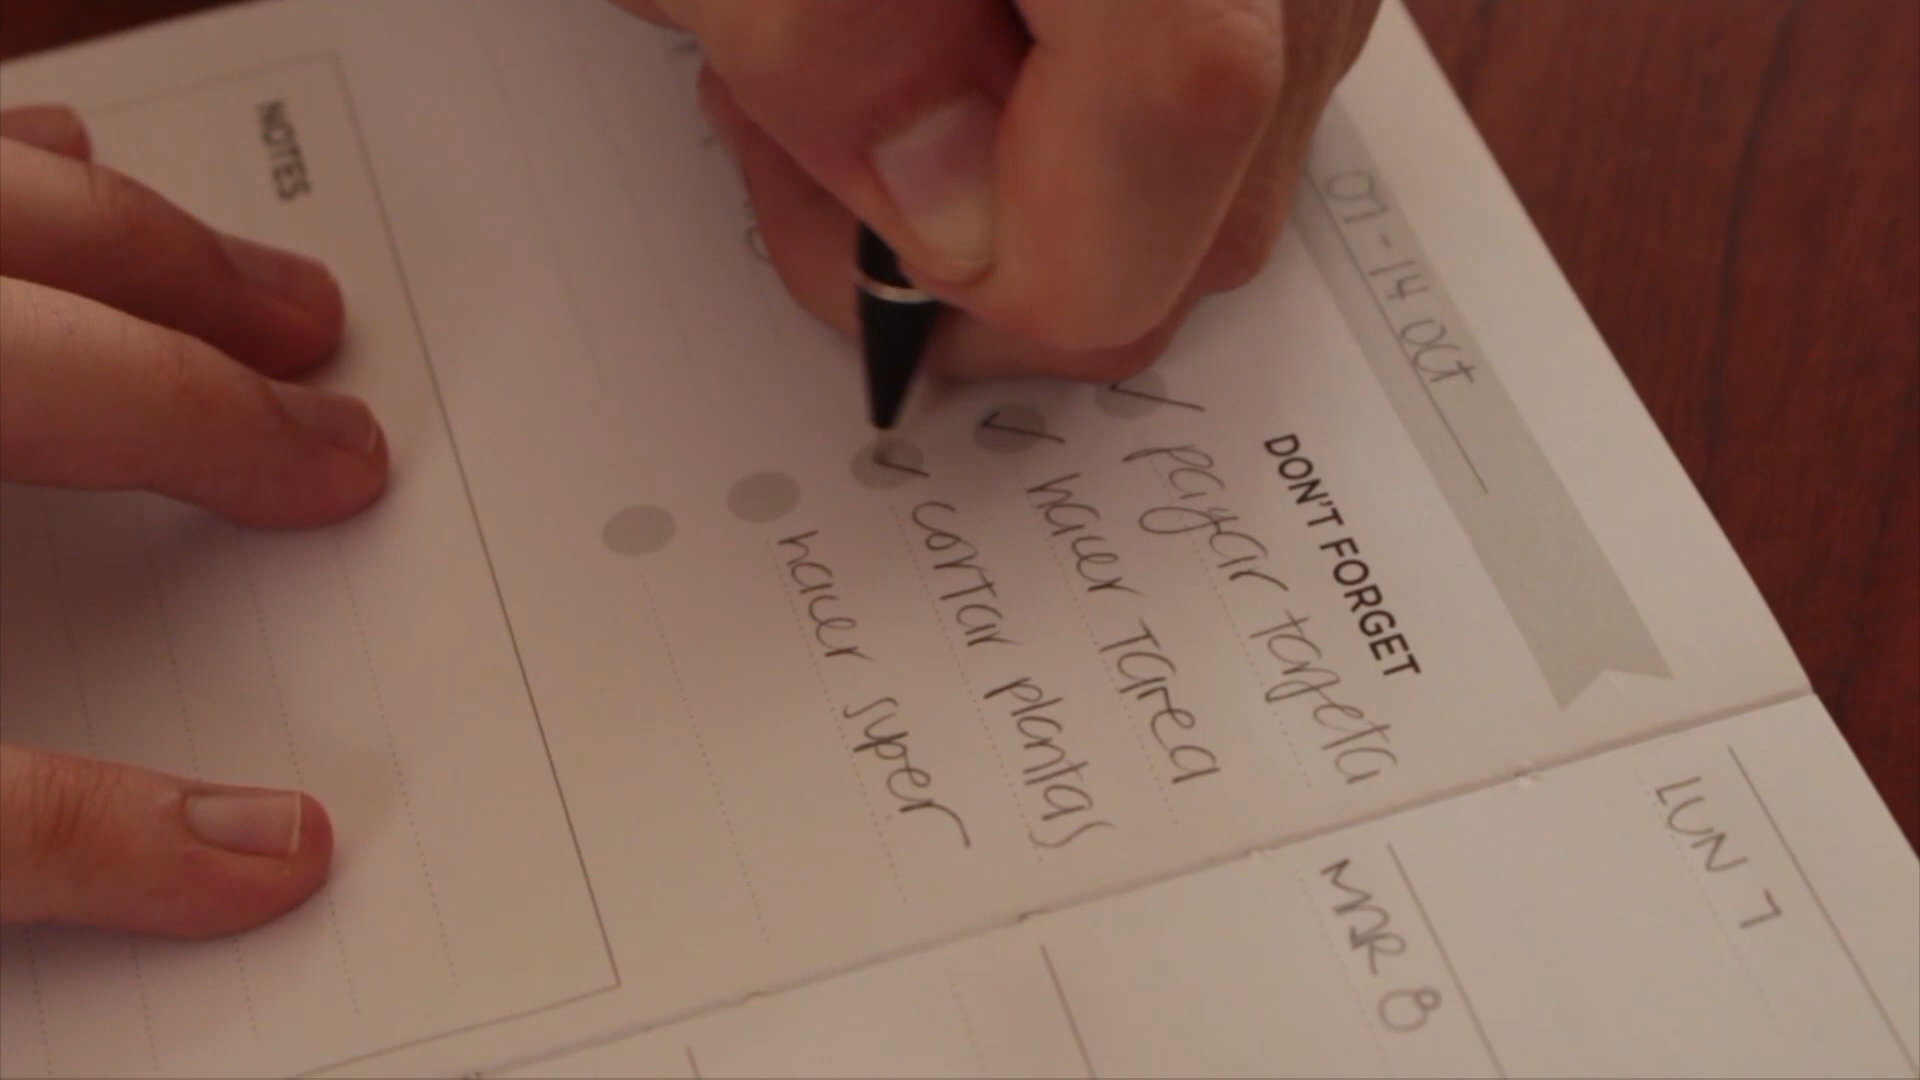 07-14 Oct
DON'T FORGET
pagar tarjeta
hacer tarea
cortar plantas
hacer super
NOTES
LUN 7
MAR 8